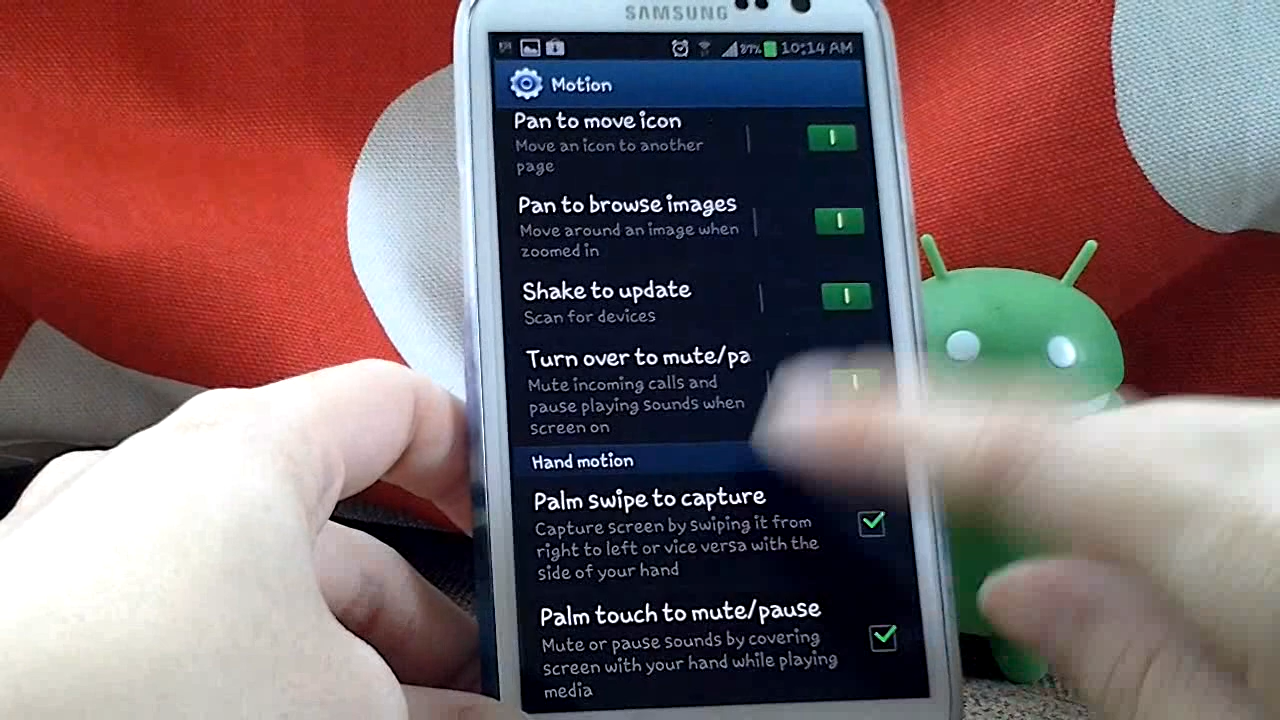 SAMSUNG
87% 10:14 AM
Motion
Pan to move icon
Move an icon to another
page
Pan to browse images
Move around an image when
zoomed in
Shake to update
Scan for devices
Turn over to mute/pa
Mute incoming calls and
pause playing sounds when
screen on
Hand motion
Palm swipe to capture
Capture screen by swiping it from
right to left or vice versa with the
side of your hand
Palm touch to mute/pause
Mute or pause sounds by covering
screen with your hand while playing
media